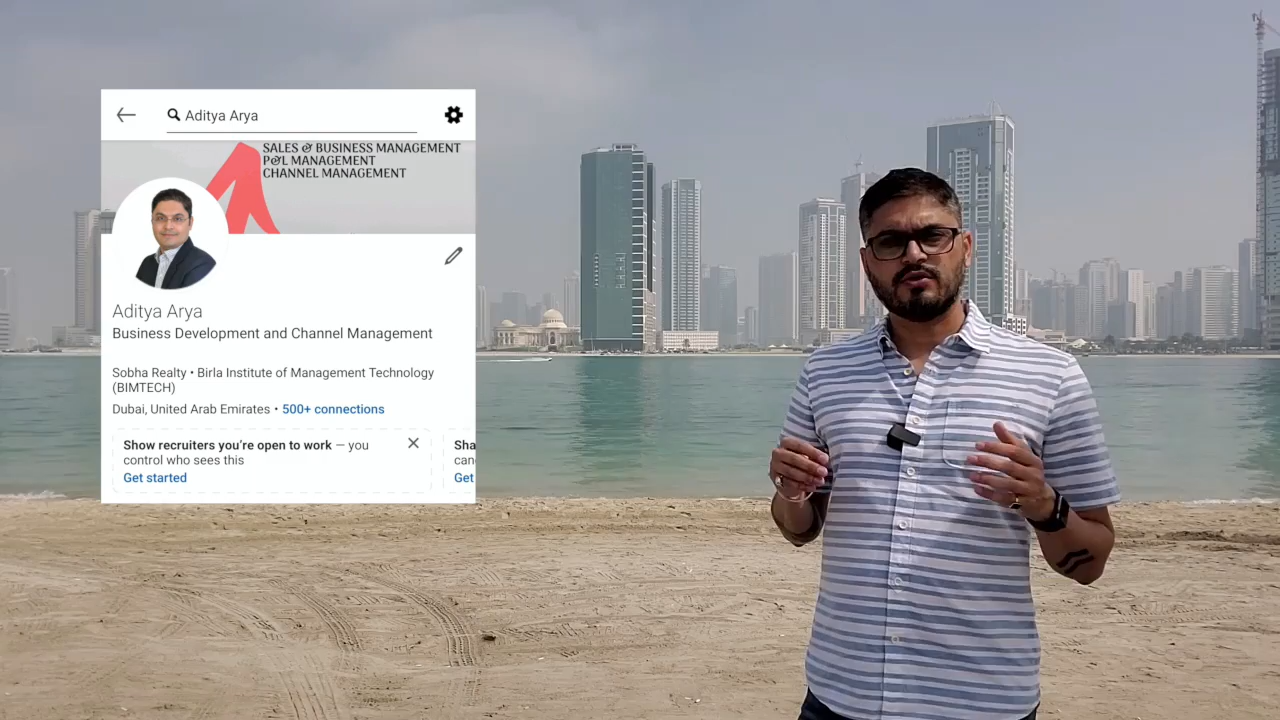 Aditya Arya
SALES & BUSINESS MANAGEMENT
P&L MANAGEMENT
CHANNEL MANAGEMENT
Aditya Arya
Business Development and Channel Management
Sobha Realty • Birla Institute of Management Technology
(BIMTECH)
Dubai, United Arab Emirates • 500+ connections
Show recruiters you're open to work — you
control who sees this
Get started
Sha
can
Get